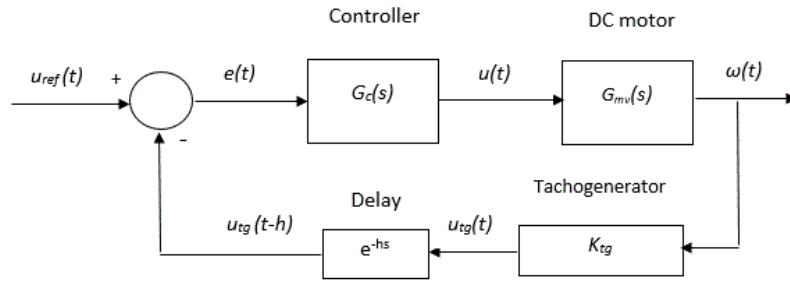 Controller
DC motor
u_ref(t)
+
e(t)
G_c(s)
u(t)
G_mv(s)
ω(t)
-
Tachogenerator
Delay
u_tg(t-h)
e^-hs
u_tg(t)
K_tg